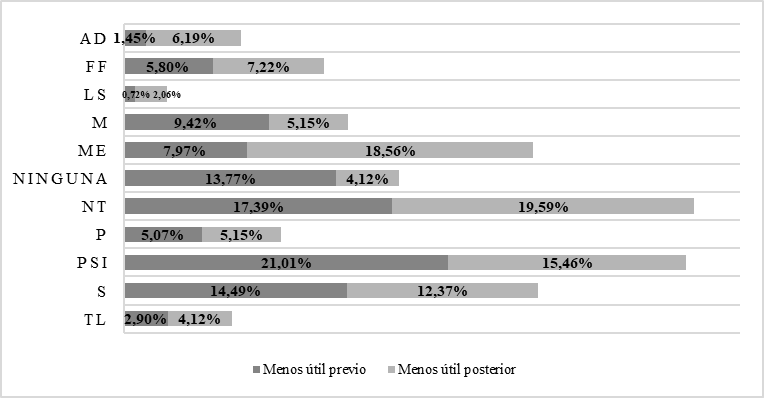 AD 1,45% 6,19%
FF 5,80% 7,22%
LS 0,72% 2,06%
M 9,42% 5,15%
ME 7,97% 18,56%
NINGUNA 13,77% 4,12%
NT 17,39% 19,59%
P 5,07% 5,15%
PSI 21,01% 15,46%
S 14,49% 12,37%
TL 2,90% 4,12%
Menos útil previo Menos útil posterior